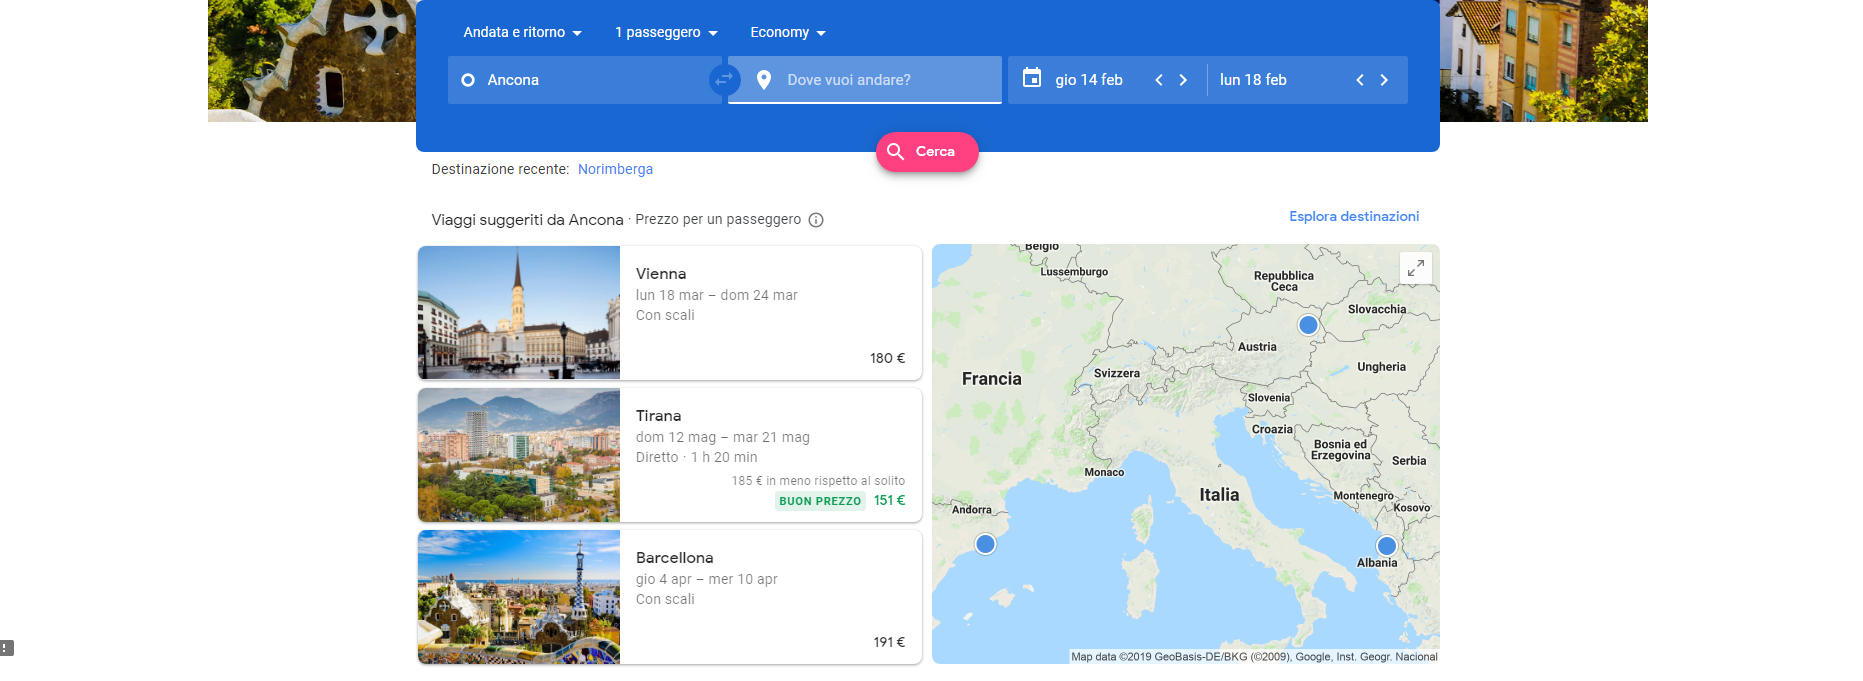 Andata e ritorno
1 passeggero
Economy
Ancona
Dove vuoi andare?
gio 14 feb
lun 18 feb
Cerca
Destinazione recente: Norimberga
Viaggi suggeriti da Ancona · Prezzo per un passeggero
Esplora destinazioni
Vienna
lun 18 mar – dom 24 mar
Con scali
180 €
Tirana
dom 12 mag – mar 21 mag
Diretto · 1 h 20 min
185 € in meno rispetto al solito
BUON PREZZO 151 €
Barcellona
gio 4 apr – mer 10 apr
Con scali
191 €
Belgio
Lussemburgo
Repubblica
Ceca
Slovacchia
Austria
Ungheria
Francia
Svizzera
Slovenia
Croazia
Bosnia ed
Erzegovina
Serbia
Monaco
Italia
Montenegro
Kosovo
Andorra
Albania
Map data ©2019 GeoBasis-DE/BKG (©2009), Google, Inst. Geogr. Nacional